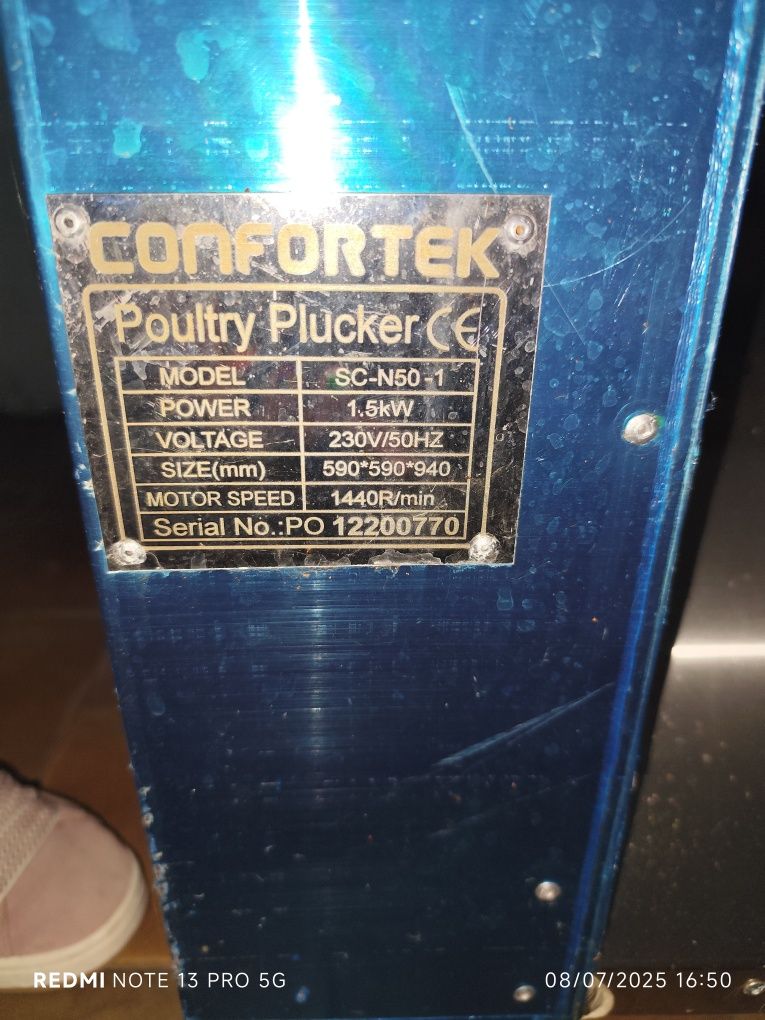 CONFORTEK
Poultry Plucker CE
MODEL SC-N50-1
POWER 1.5kW
VOLTAGE 230V/50HZ
SIZE(mm) 590*590*940
MOTOR SPEED 1440R/min
Serial No.:PO 12200770
REDMI NOTE 13 PRO 5G 08/07/2025 16:50